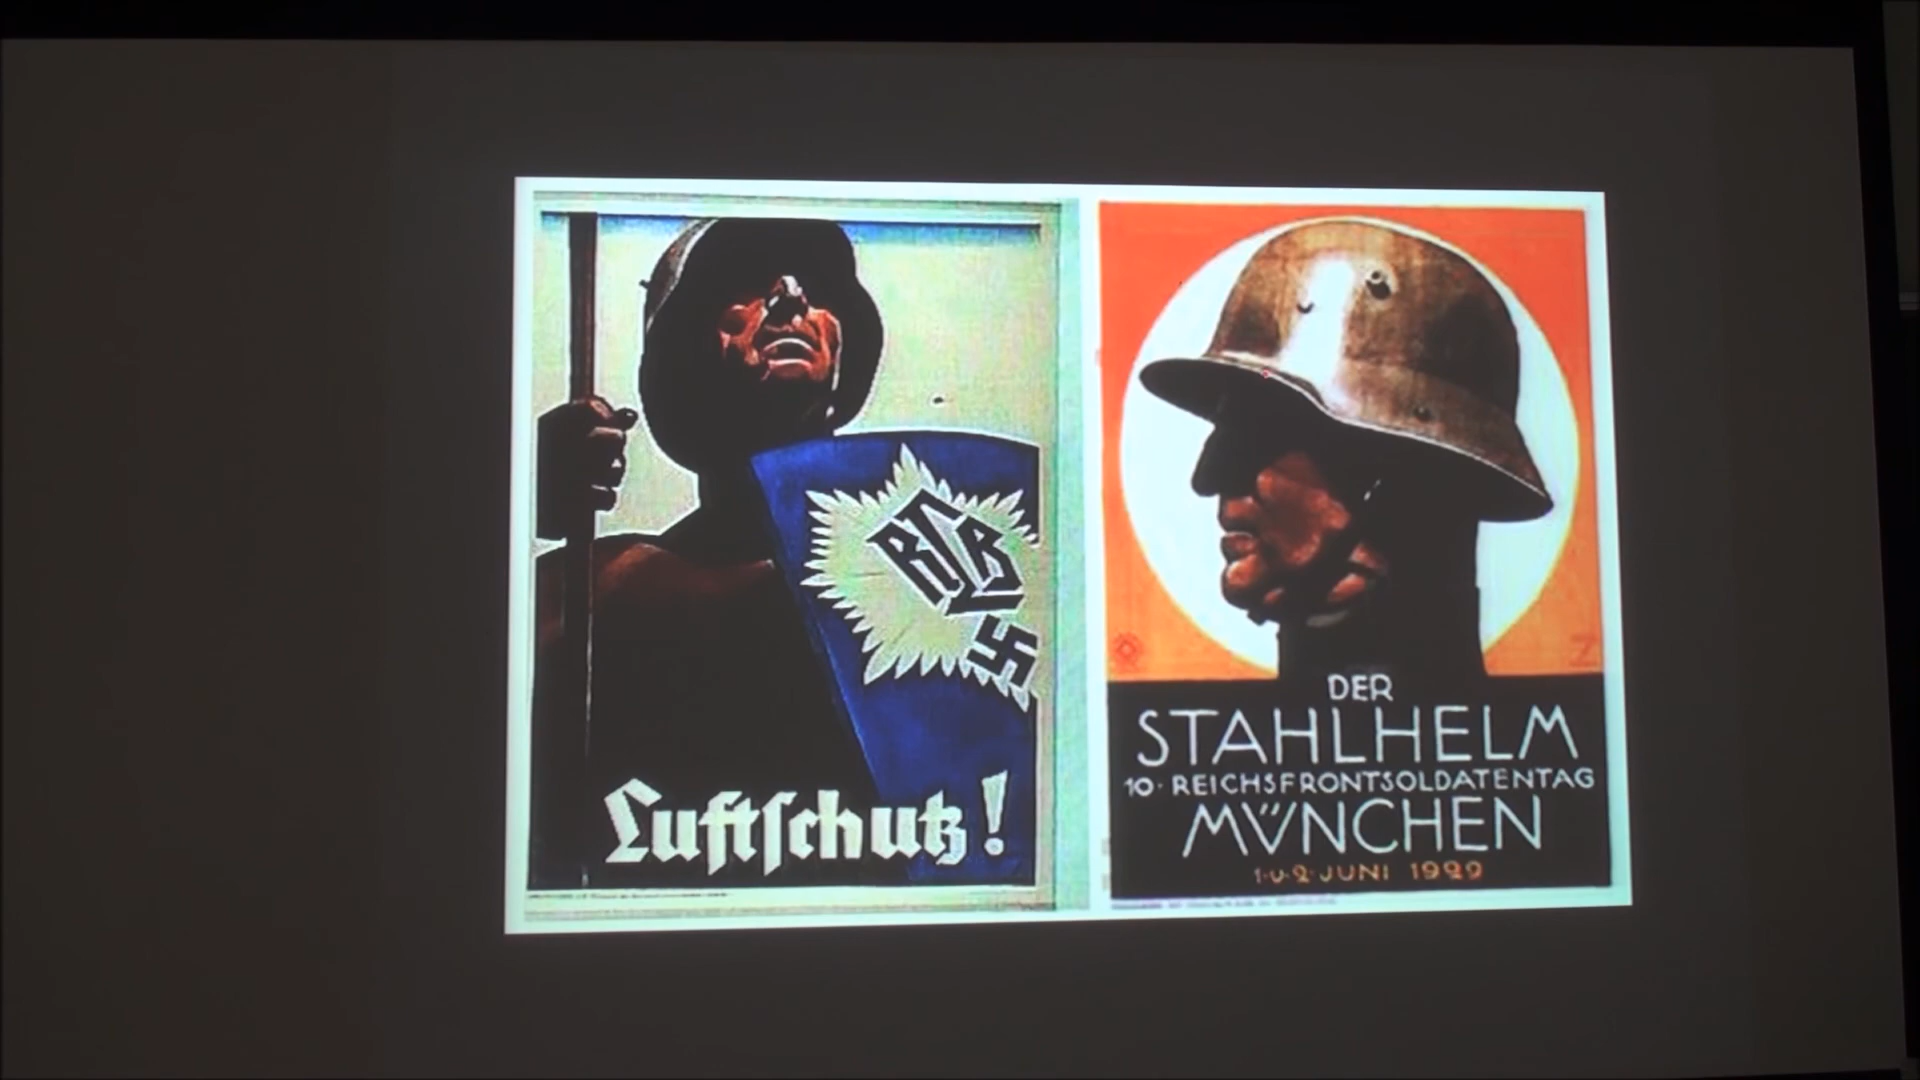 RLB
Luftschutz!
DER
STAHLHELM
10. REICHSFRONTSOLDATENTAG
MÜNCHEN
1.U.2.JUNI 1929